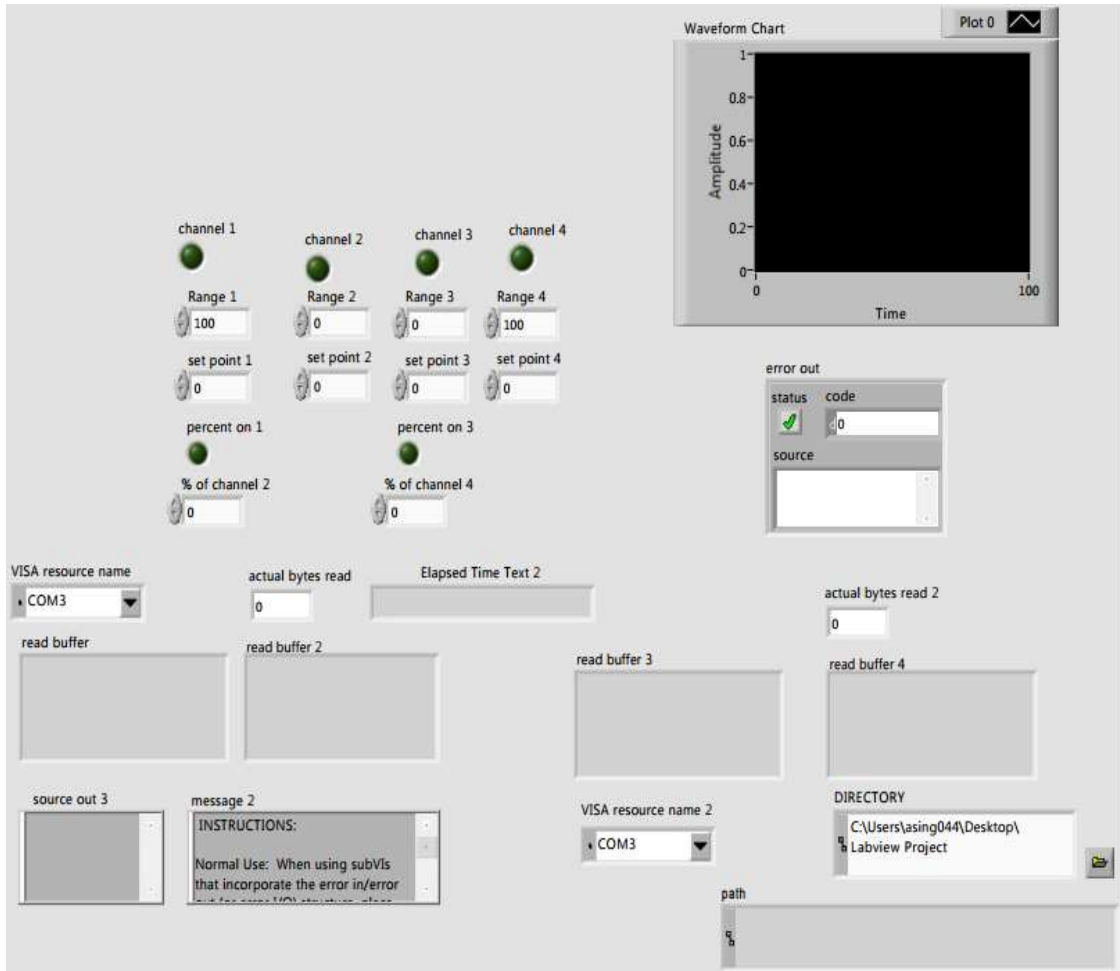 Plot 0
Waveform Chart
1
0.8
0.6
0.4
0.2
0
Amplitude
0
100
Time
channel 1
channel 2
channel 3
channel 4
Range 1
Range 2
Range 3
Range 4
100
0
0
100
set point 1
set point 2
set point 3
set point 4
0
0
0
0
percent on 1
percent on 3
% of channel 2
% of channel 4
0
0
error out
status
code
d0
source
VISA resource name
COM3
actual bytes read
0
Elapsed Time Text 2
actual bytes read 2
0
read buffer
read buffer 2
read buffer 3
read buffer 4
source out 3
message 2
INSTRUCTIONS:
Normal Use: When using subVIs
that incorporate the error in/error
VISA resource name 2
COM3
DIRECTORY
C:\Users\asing044\Desktop\
Labview Project
path